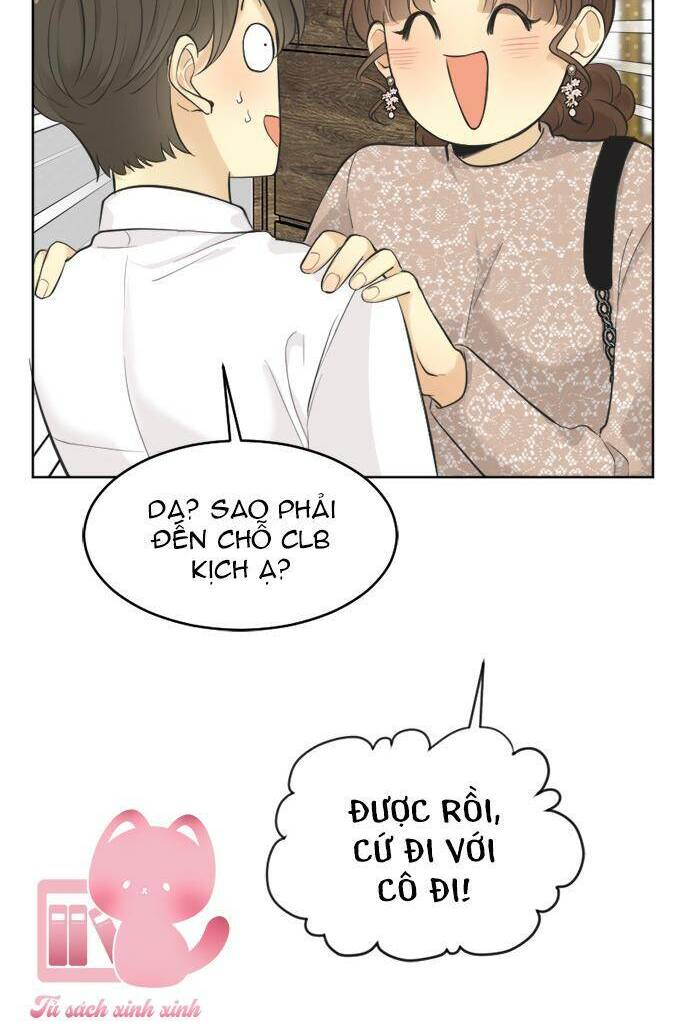 DẠ? SAO PHẢI
ĐẾN CHỖ CLB
KỊCH Ạ?
ĐƯỢC RỒI,
CỨ ĐI VỚI
CÔ ĐI!
Tủ sách xinh xinh